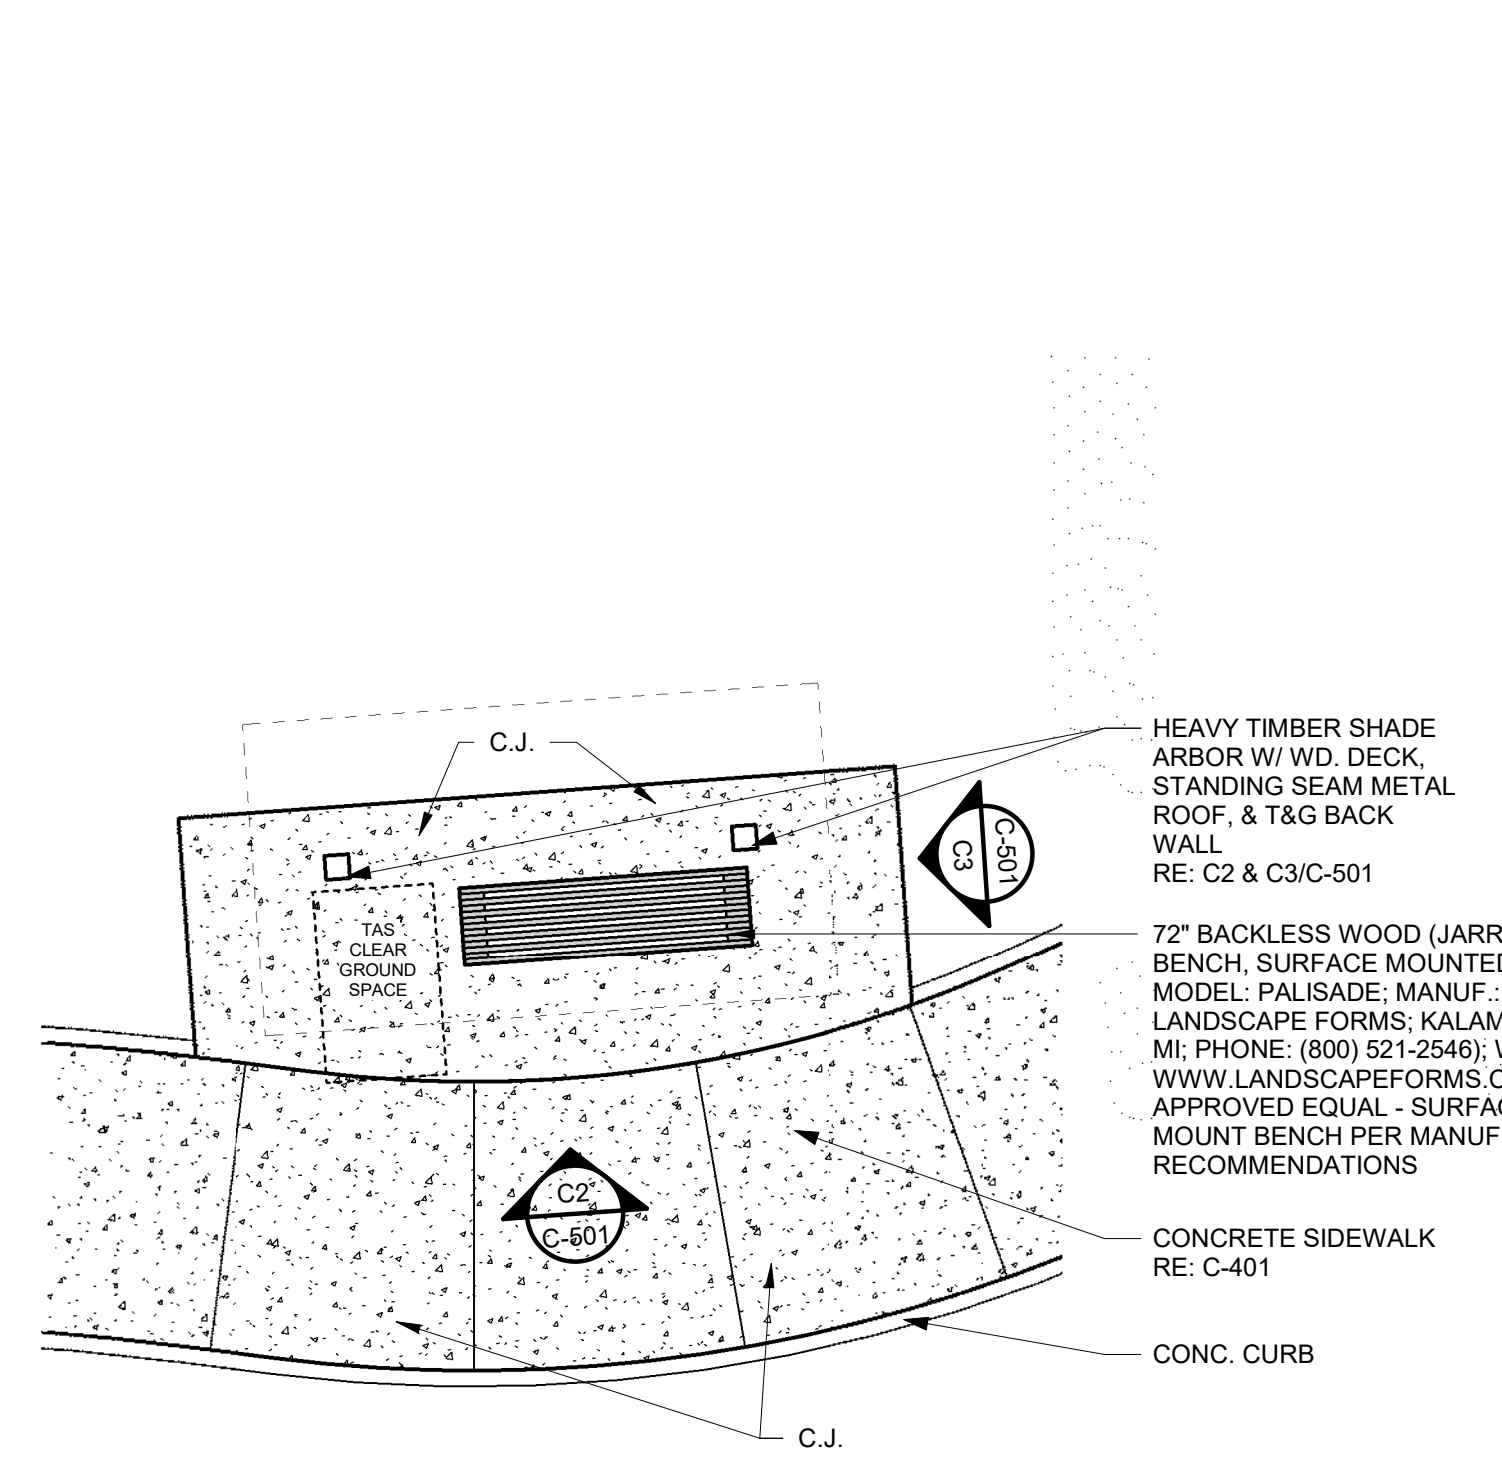 C.J.
HEAVY TIMBER SHADE
ARBOR W/ WD. DECK,
STANDING SEAM METAL
ROOF, & T&G BACK
WALL
RE: C2 & C3/C-501
C3
C-501
TAS
CLEAR
GROUND
SPACE
72" BACKLESS WOOD (JARR
BENCH, SURFACE MOUNTED
MODEL: PALISADE; MANUF.:
LANDSCAPE FORMS; KALAM
MI; PHONE: (800) 521-2546);
WWW.LANDSCAPEFORMS.C
APPROVED EQUAL - SURFAC
MOUNT BENCH PER MANUF
RECOMMENDATIONS
C2
C-501
CONCRETE SIDEWALK
RE: C-401
CONC. CURB
C.J.